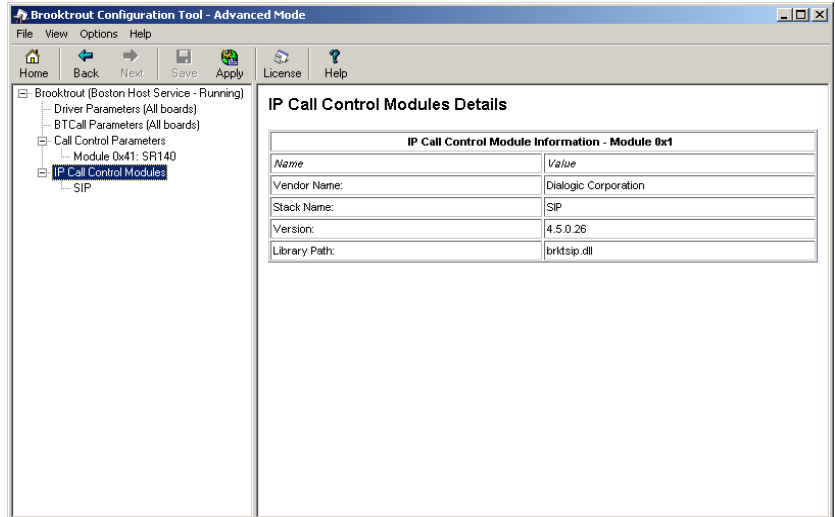 Brooktrout Configuration Tool - Advanced Mode
File View Options Help
Home Back Next Save Apply License Help
Brooktrout (Boston Host Service - Running)
Driver Parameters (All boards)
BTCall Parameters (All boards)
Call Control Parameters
Module 0x41: SR140
IP Call Control Modules
SIP
IP Call Control Modules Details
IP Call Control Module Information - Module 0x1
Name Value
Vendor Name: Dialogic Corporation
Stack Name: SIP
Version: 4.5.0.26
Library Path: brktsip.dll